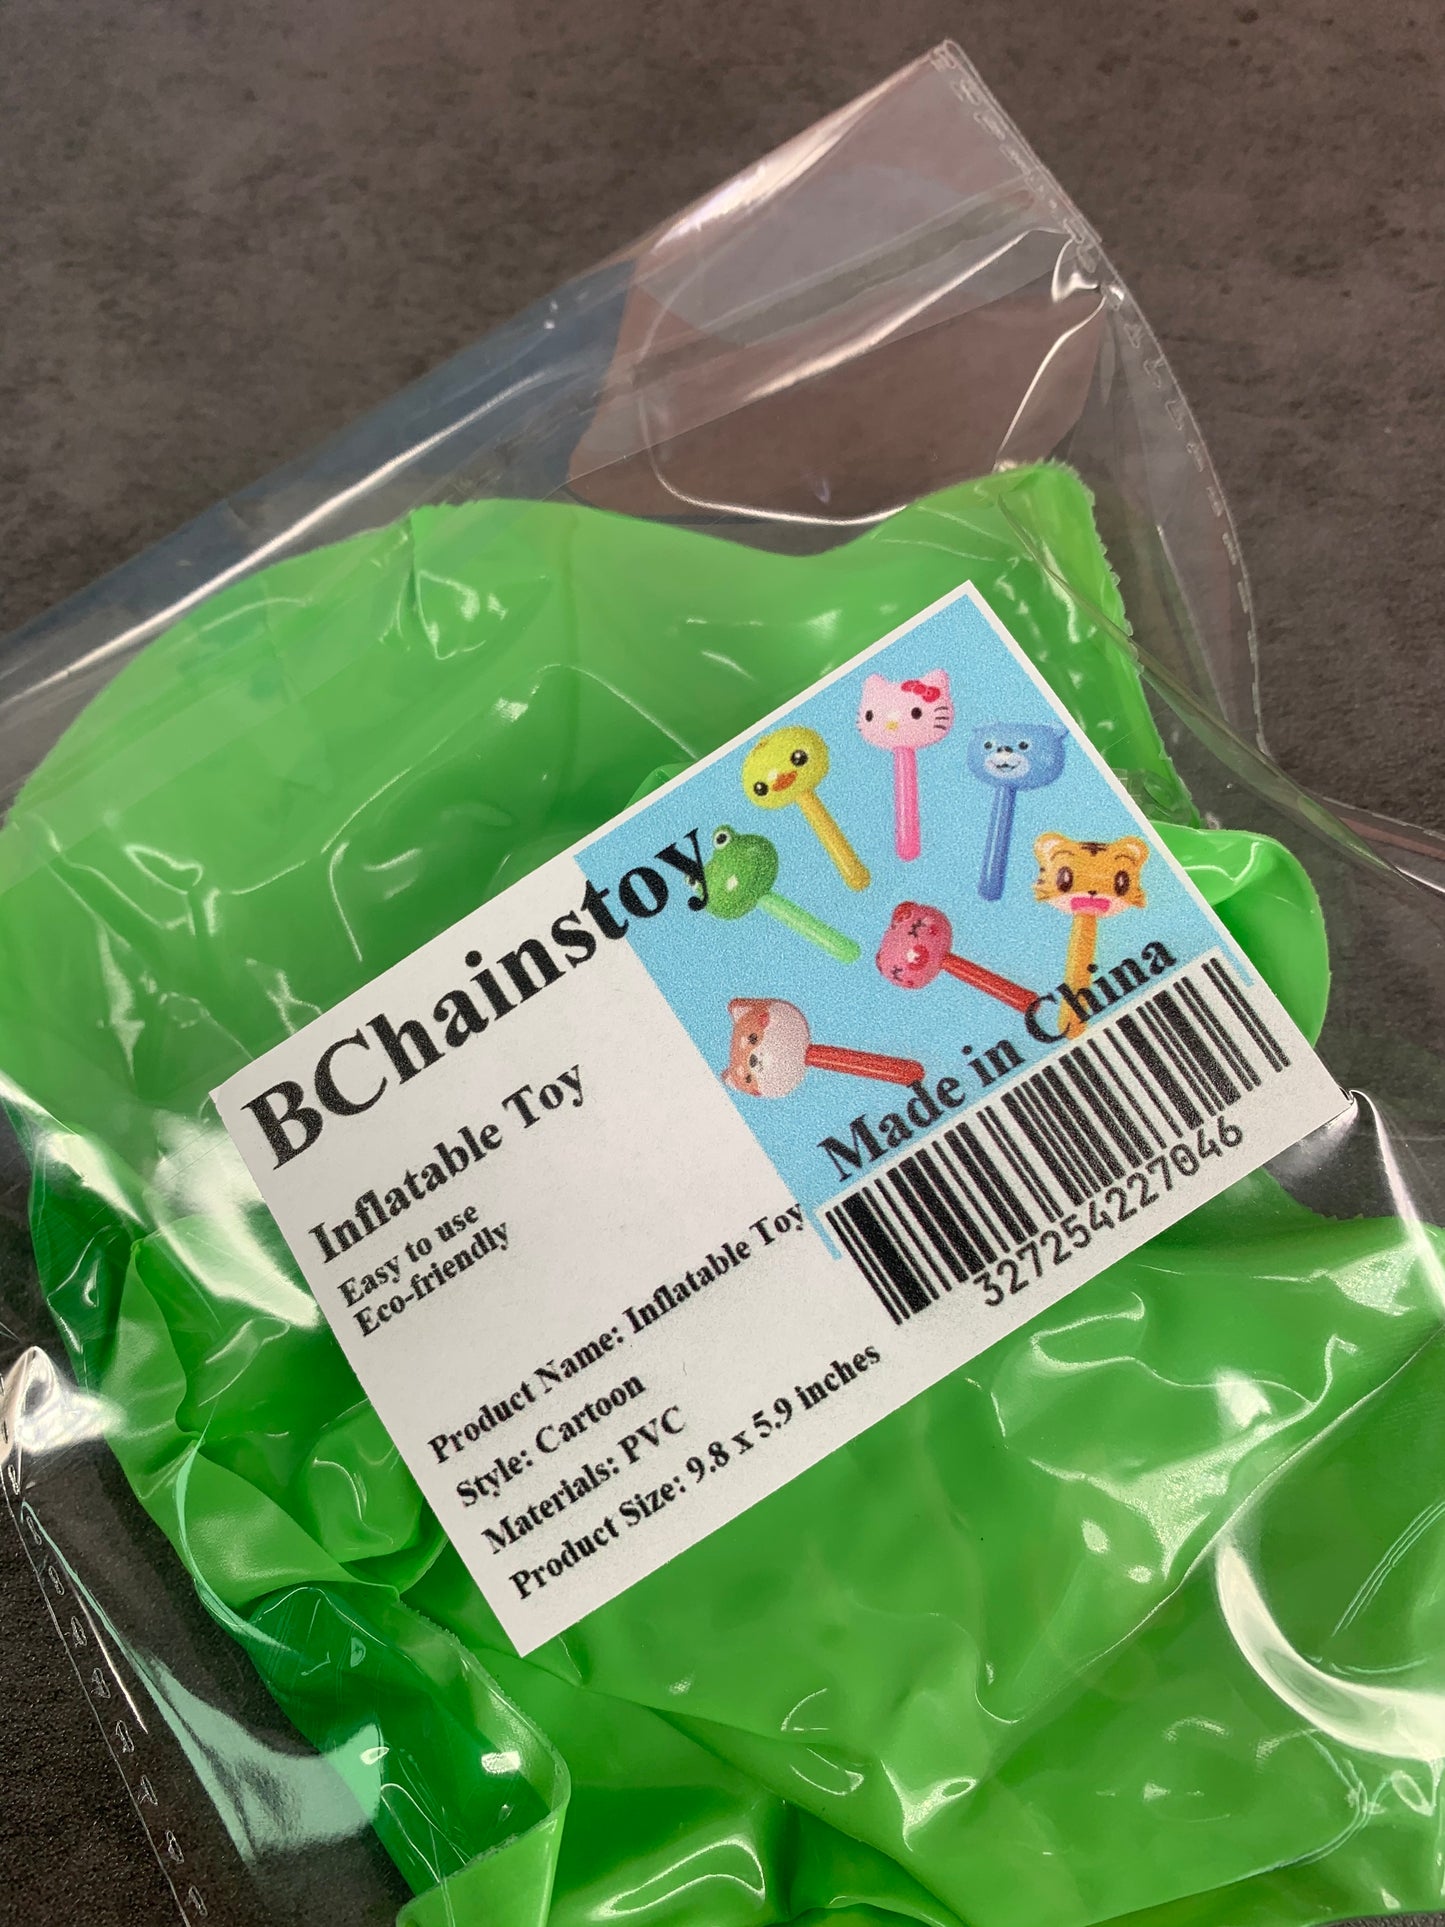 BChainstoy
Inflatable Toy
Easy to use
Eco-friendly
Made in China
327254227046
Product Name: Inflatable Toy
Style: Cartoon
Materials: PVC
Product Size: 9.8 x 5.9 inches